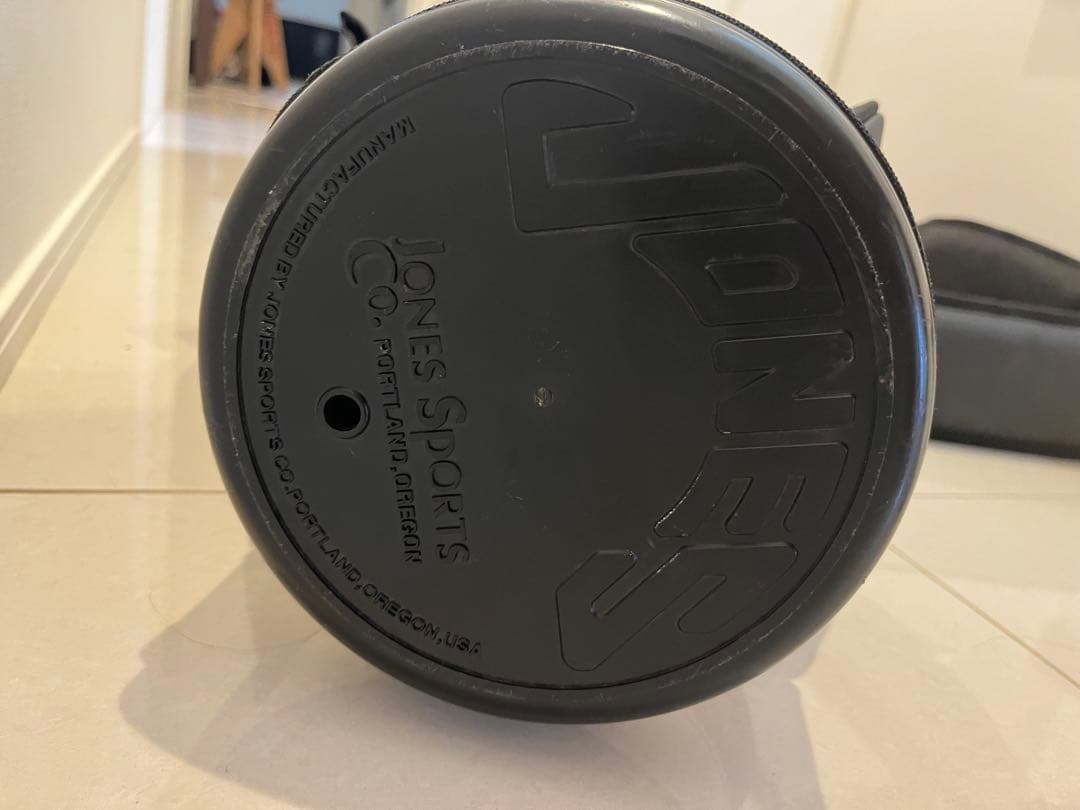 JONES
JONES SPORTS
CO. PORTLAND, OREGON
MANUFACTURED BY JONES SPORTS CO. PORTLAND, OREGON, USA